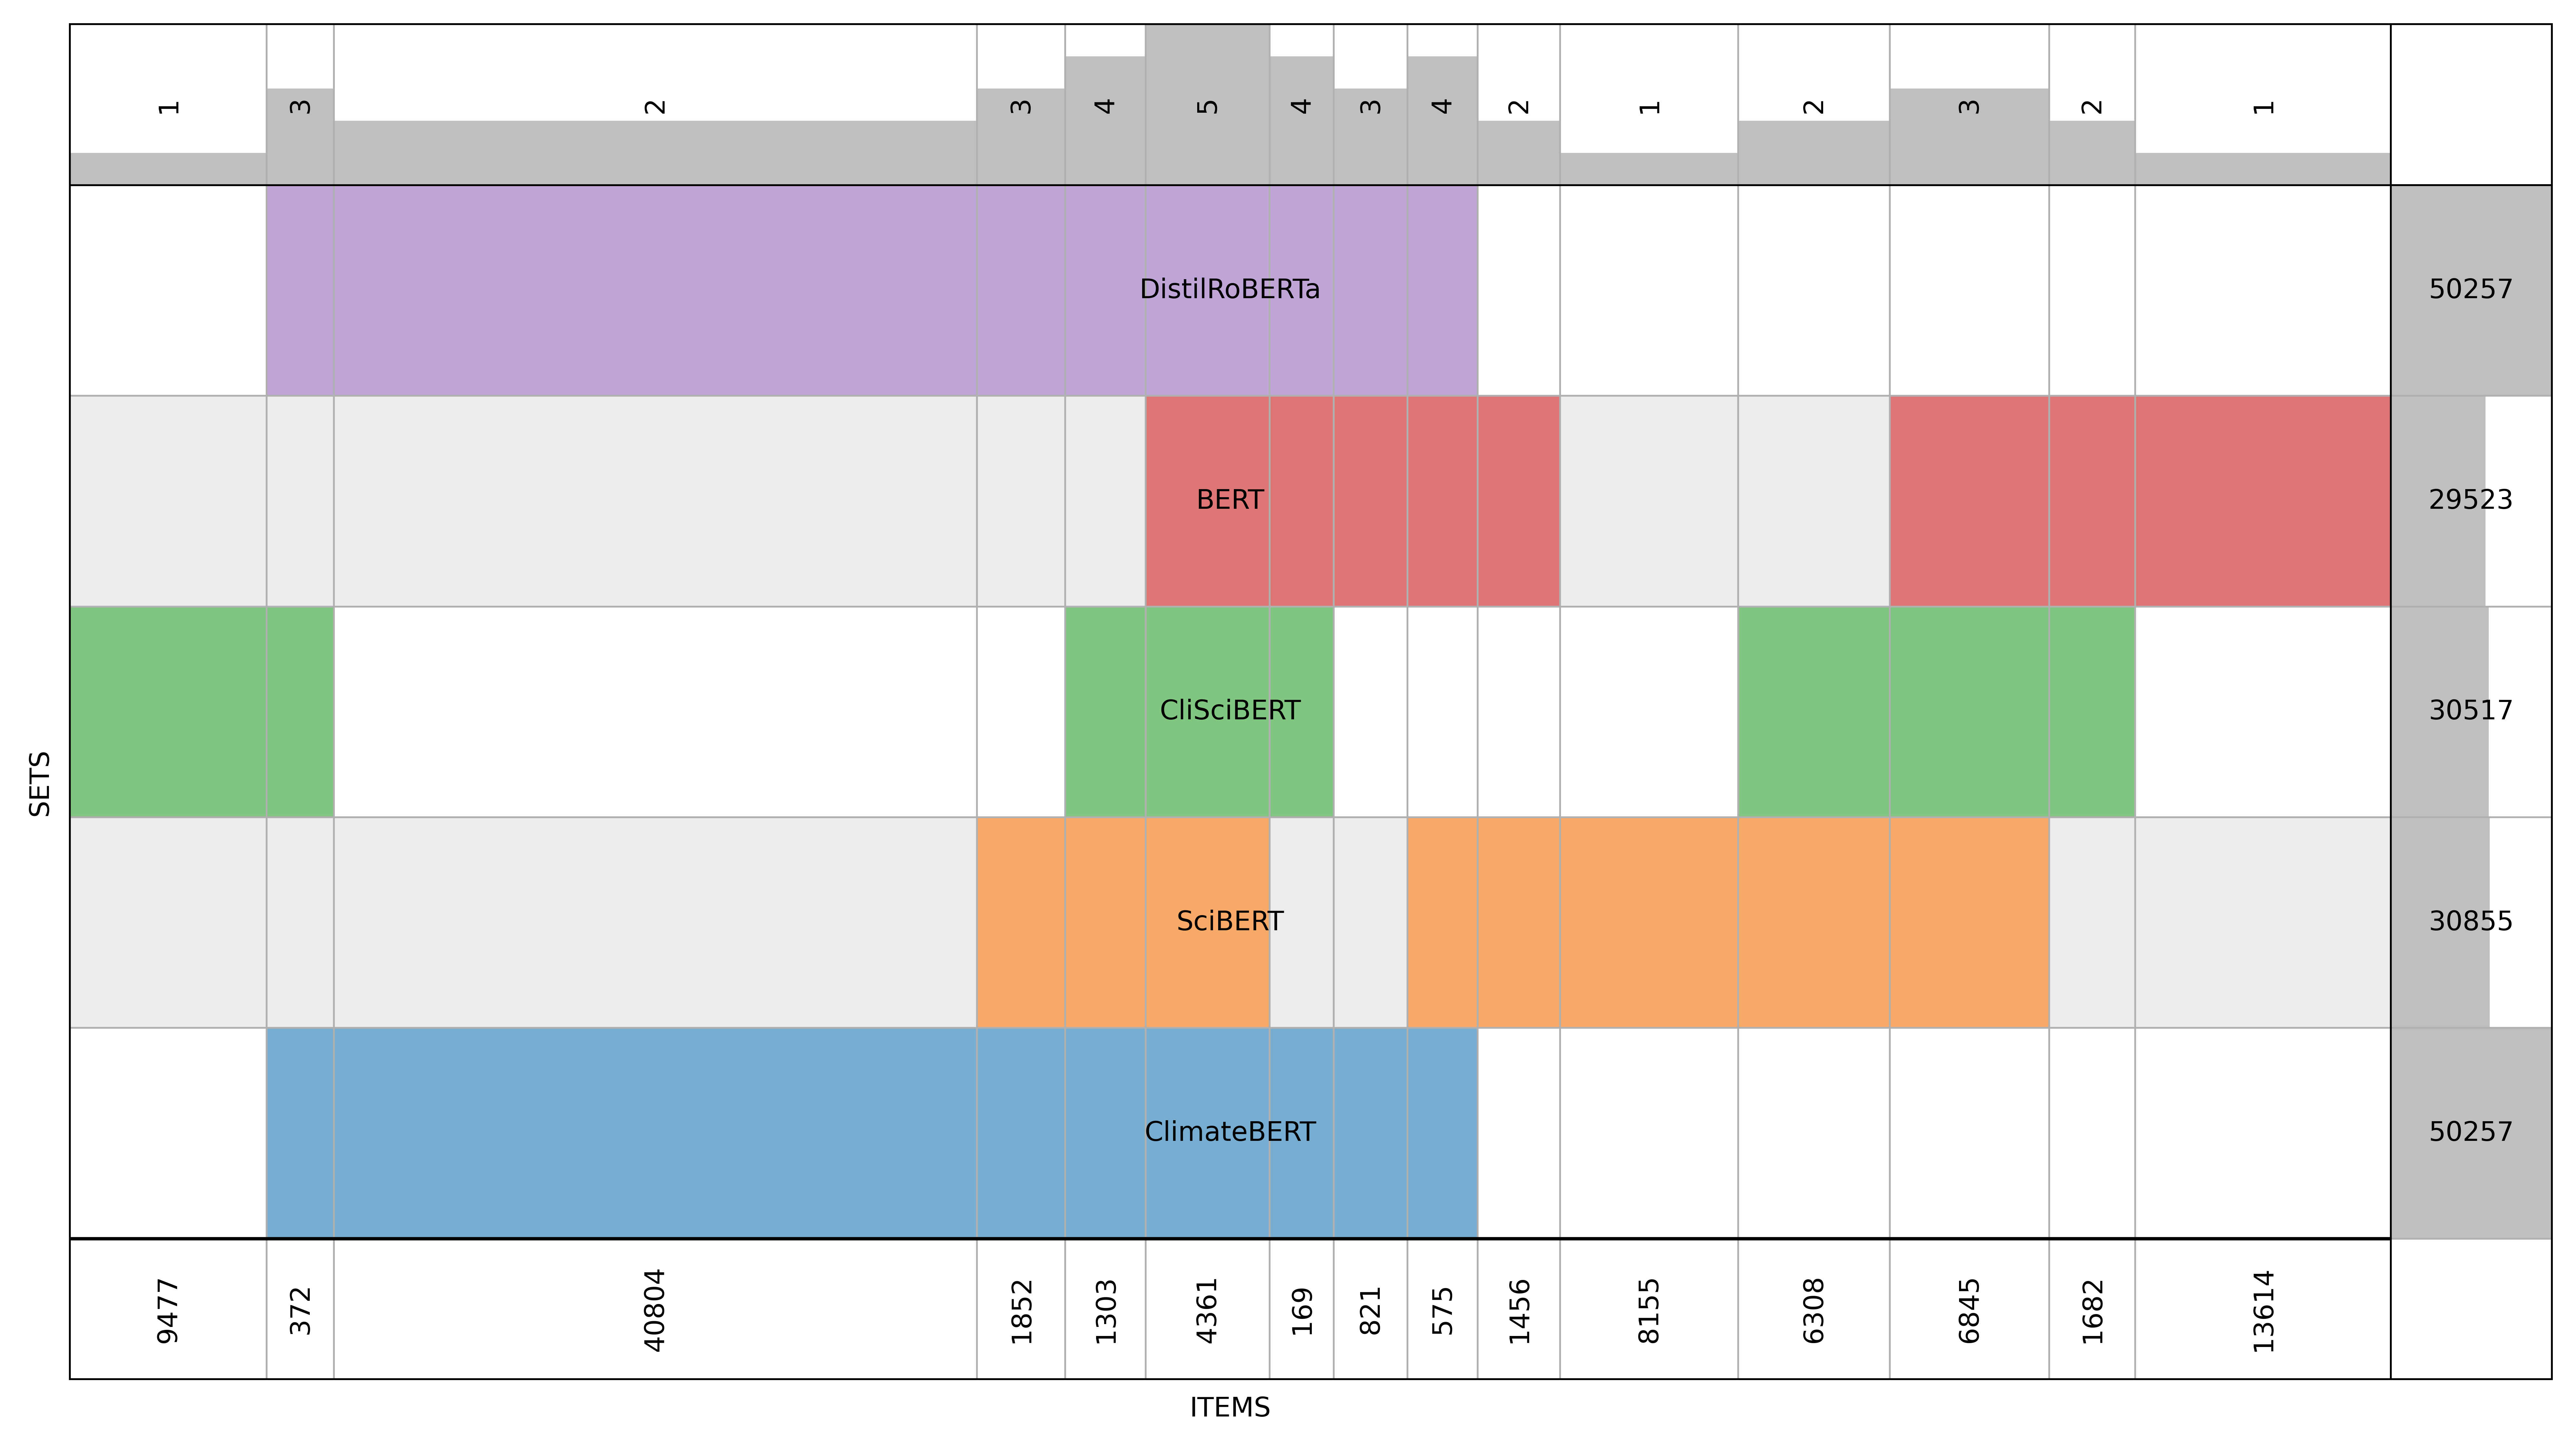 1 3 2 3 4 5 4 3 4 2 1 2 3 2 1
DistilRoBERTa 50257
BERT 29523
CliSciBERT 30517
SciBERT 30855
ClimateBERT 50257
SETS
9477 372 40804 1852 1303 4361 169 821 575 1456 8155 6308 6845 1682 13614
ITEMS